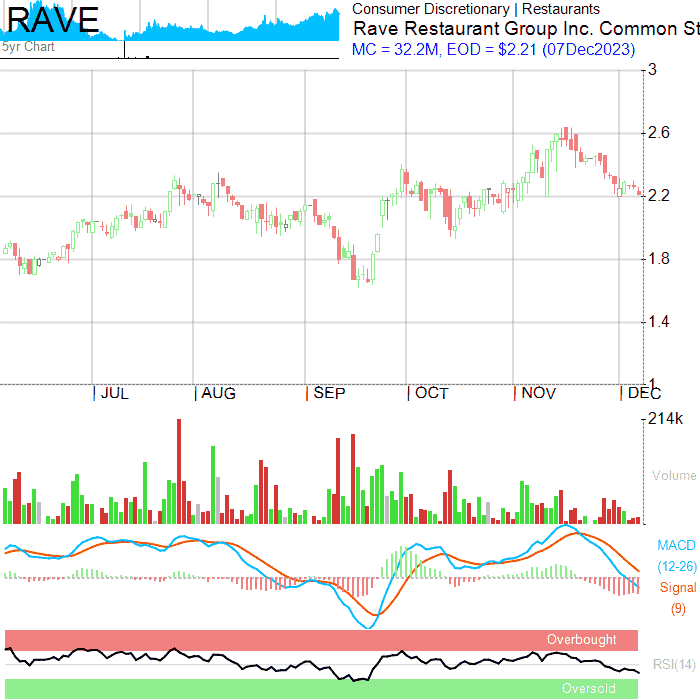 RAVE
5yr Chart
Consumer Discretionary | Restaurants
Rave Restaurant Group Inc. Common St
MC = 32.2M, EOD = $2.21 (07Dec2023)
3
2.6
2.2
1.8
1.4
1
JUL AUG SEP OCT NOV DEC
214k
Volume
MACD
(12-26)
Signal
(9)
Overbought
RSI(14)
Oversold